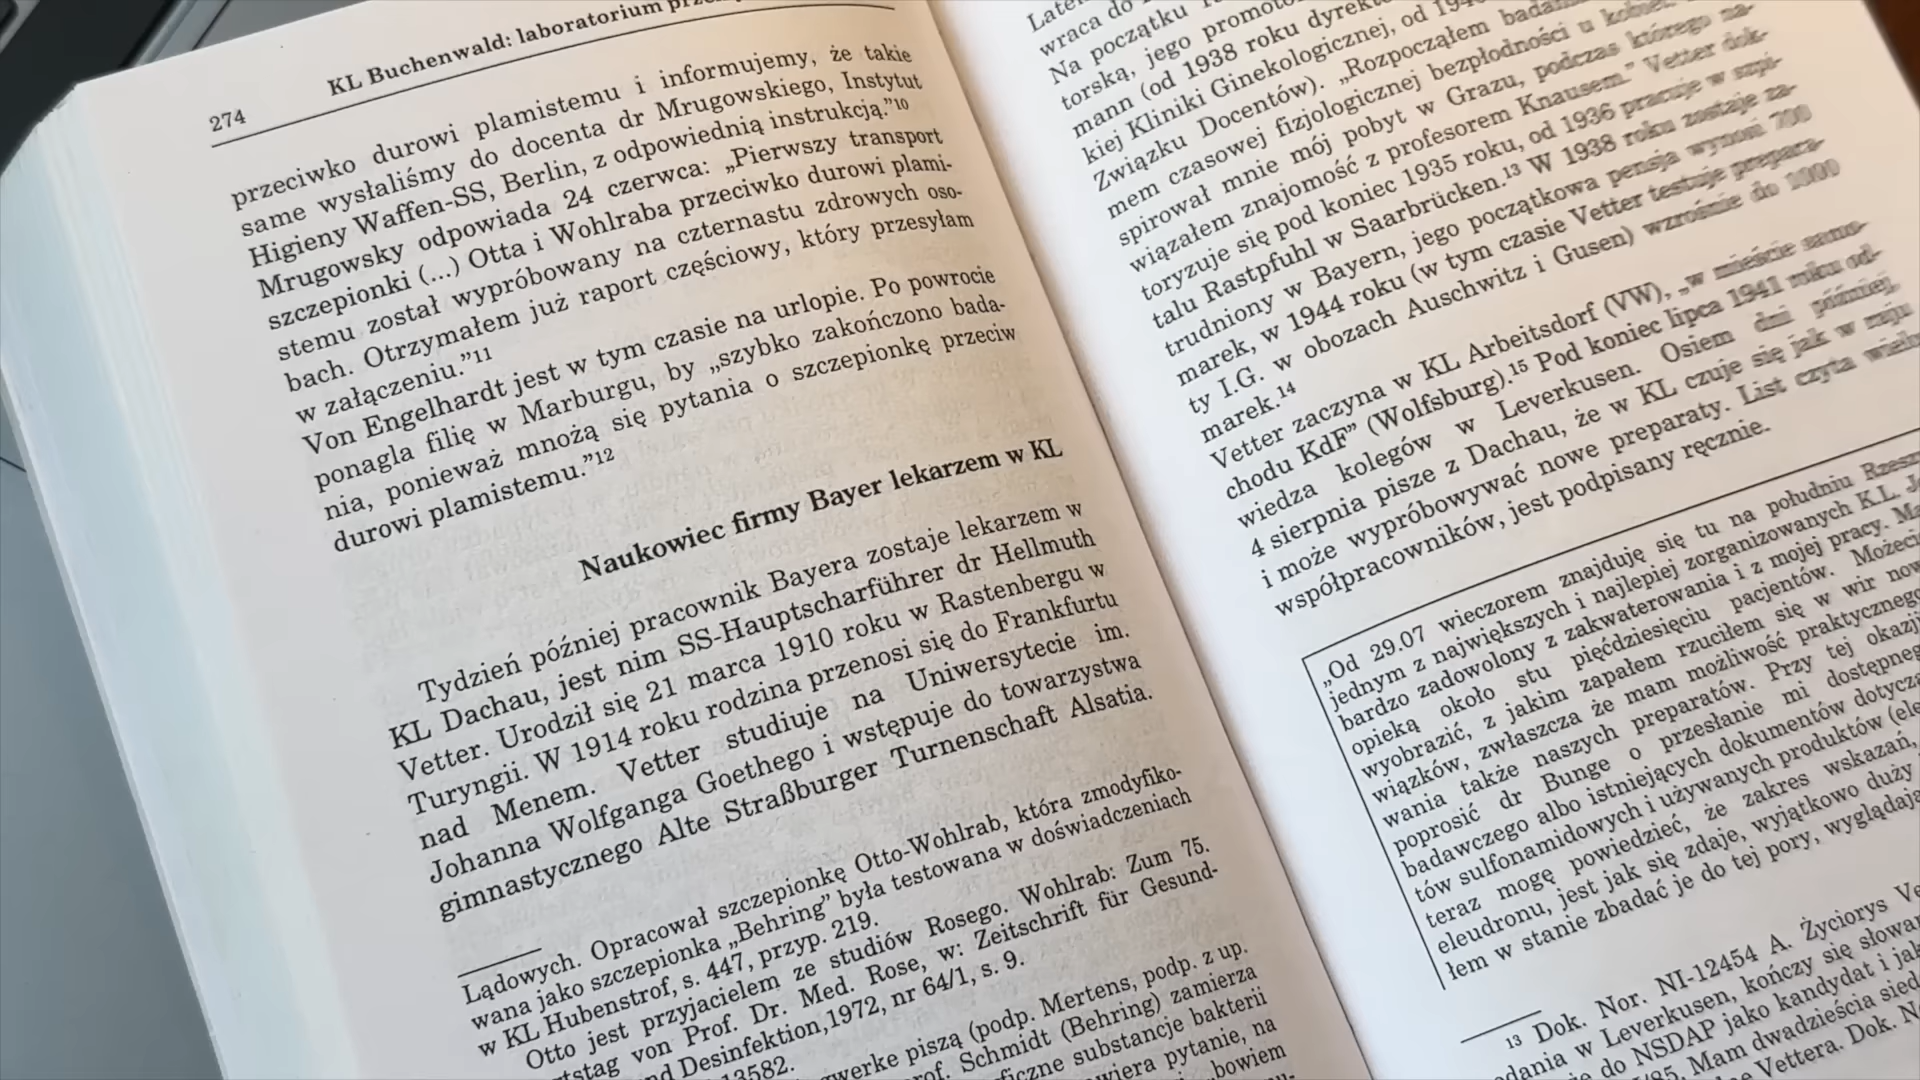 274
KL Buchenwald: laboratorium
przeciwko durowi plamistemu i informujemy, że takie
same wysłaliśmy do docenta dr Mrugowskiego, Instytut
Higieny Waffen-SS, Berlin, z odpowiednią instrukcją.”10
Mrugowsky odpowiada 24 czerwca: „Pierwszy transport
szczepionki (...) Otta i Wohlraba przeciwko durowi plami-
stemu został wypróbowany na czternastu zdrowych oso-
bach. Otrzymałem już raport częściowy, który przesyłam
w załączeniu.”11
Von Engelhardt jest w tym czasie na urlopie. Po powrocie
ponagla filię w Marburgu, by „szybko zakończono bada-
nia, ponieważ mnożą się pytania o szczepionkę przeciw
durowi plamistemu.”12
Naukowiec firmy Bayer lekarzem w KL
Tydzień później pracownik Bayera zostaje lekarzem w
KL Dachau, jest nim SS-Hauptscharführer dr Hellmuth
Vetter. Urodził się 21 marca 1910 roku w Rastenbergu w
Turyngii. W 1914 roku rodzina przenosi się do Frankfurtu
nad Menem. Vetter studiuje na Uniwersytecie im.
Johanna Wolfganga Goethego i wstępuje do towarzystwa
gimnastycznego Alte Straßburger Turnenschaft Alsatia.
Lądowych. Opracował szczepionkę Otto-Wohlrab, która zmodyfiko-
wana jako szczepionka „Behring” była testowana w doświadczeniach
w KL Hubenstrof, s. 447, przyp. 219.
Otto jest przyjacielem ze studiów Rosego. Wohlrab: Zum 75.
von Prof. Dr. Med. Rose, w: Zeitschrift für Gesund-
Desinfektion,1972, nr 64/1, s. 9.
piszą (podp. Mertens, podp. z up.
Schmidt (Behring) zamierza
substancje bakterii
pytanie, na
bowiem
wraca do
Na początku
torską, jego
mann (od 1938 roku
kiej Kliniki Ginekologicznej, od
Związku Docentów). „Rozpocząłem
mem czasowej fizjologicznej bezpłodności u kobiet.
spirował mnie mój pobyt w Grazu, podczas którego na-
wiązałem znajomość z profesorem Knausem.” Vetter dok-
toryzuje się pod koniec 1935 roku, od 1936 pracuje w szpi-
talu Rastpfuhl w Saarbrücken.13 W 1938 roku zostaje za-
trudniony w Bayern, jego początkowa pensja wynosi 700
marek, w 1944 roku (w tym czasie Vetter testuje prepara-
ty I.G. w obozach Auschwitz i Gusen) wzrośnie do 1000
marek.14
Vetter zaczyna w KL Arbeitsdorf (VW), „w mieście samo-
chodu KdF” (Wolfsburg).15 Pod koniec lipca 1941 roku od-
wiedza kolegów w Leverkusen. Osiem dni później,
4 sierpnia pisze z Dachau, że w KL czuje się jak w raju
i może wypróbowywać nowe preparaty. List czyta
współpracowników, jest podpisany ręcznie.
„Od 29.07 wieczorem znajduję się tu na południu
jednym z największych i najlepiej zorganizowanych K.L.
bardzo zadowolony z zakwaterowania i z mojej pracy.
opieką około stu pięćdziesięciu pacjentów.
wyobrazić, z jakim zapałem rzuciłem się w wir
wiązków, zwłaszcza że mam możliwość praktycznego
wania także naszych preparatów. Przy tej okazji
poprosić dr Bunge o przesłanie mi
badawczego albo istniejących dokumentów
tów sulfonamidowych i używanych produktów
teraz mogę powiedzieć, że zakres wskazań,
eleudronu, jest jak się zdaje, wyjątkowo duży
łem w stanie zbadać je do tej pory,
13 Dok. Nor. NI-12454 A. Życiorys
w Leverkusen, kończy się
do NSDAP jako kandydat i
Mam dwadzieścia
Vettera. Dok.